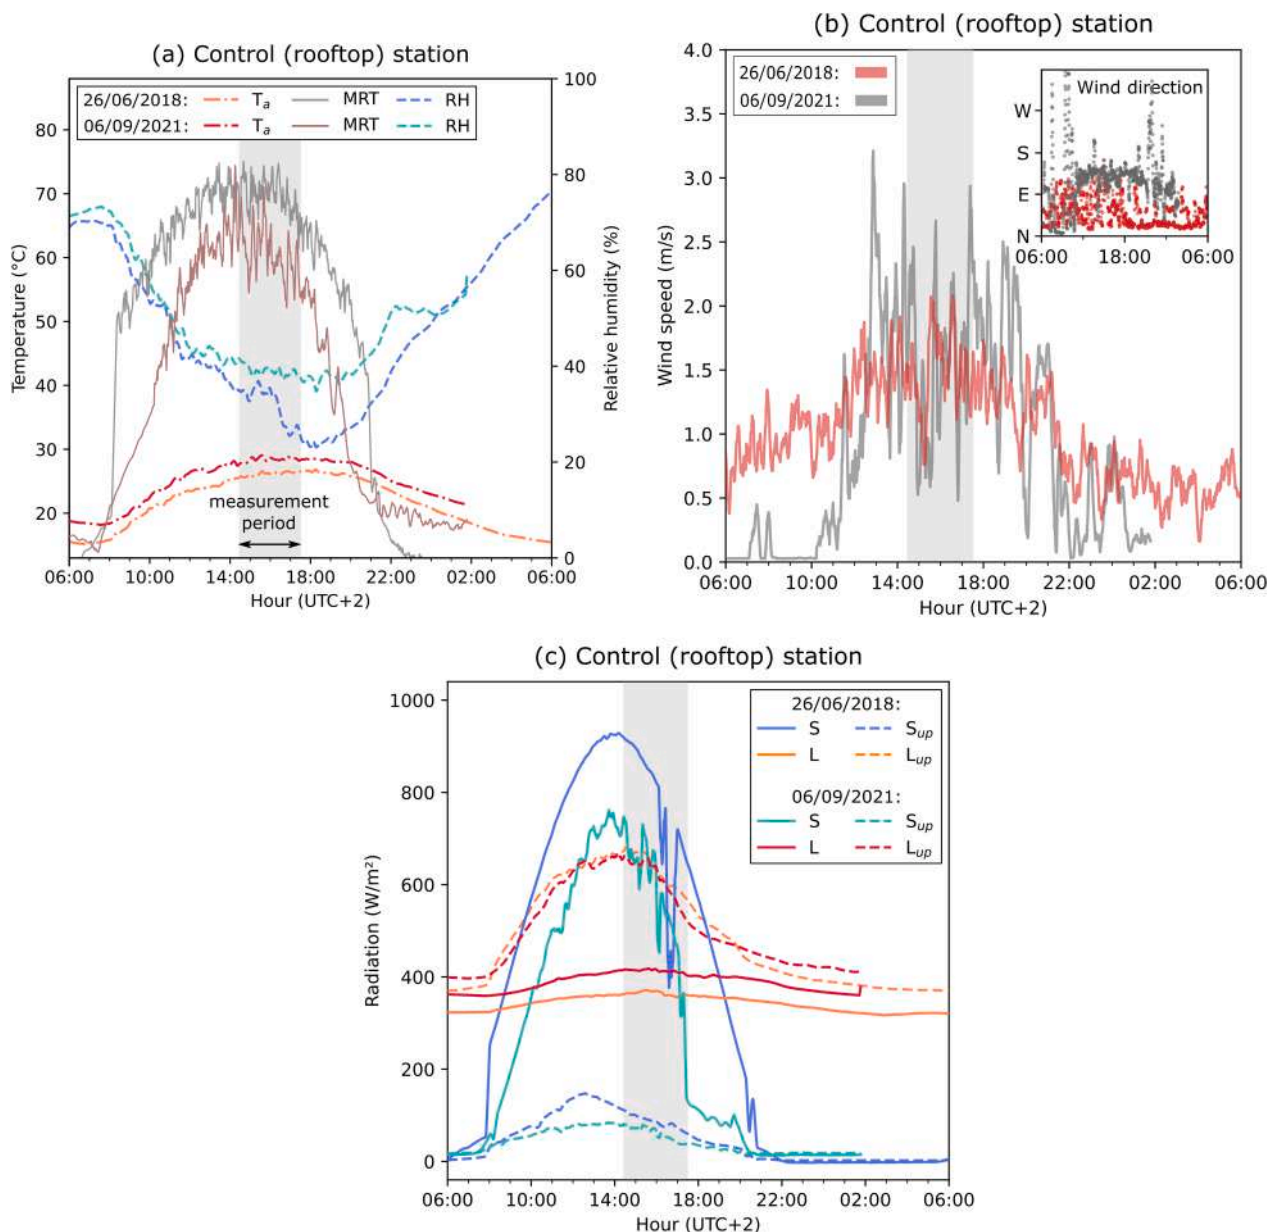 (a) Control (rooftop) station
26/06/2018: Ta MRT RH
06/09/2021: Ta MRT RH
Temperature (°C)
80
70
60
50
40
30
20
Relative humidity (%)
100
80
60
40
20
0
measurement
period
06:00 10:00 14:00 18:00 22:00 02:00 06:00
Hour (UTC+2)
(b) Control (rooftop) station
26/06/2018:
06/09/2021:
Wind speed (m/s)
4.0
3.5
3.0
2.5
2.0
1.5
1.0
0.5
0.0
Wind direction
W
S
E
N
06:00 18:00 06:00
06:00 10:00 14:00 18:00 22:00 02:00 06:00
Hour (UTC+2)
(c) Control (rooftop) station
26/06/2018:
S Sup
L Lup
06/09/2021:
S Sup
L Lup
Radiation (W/m²)
1000
800
600
400
200
0
06:00 10:00 14:00 18:00 22:00 02:00 06:00
Hour (UTC+2)